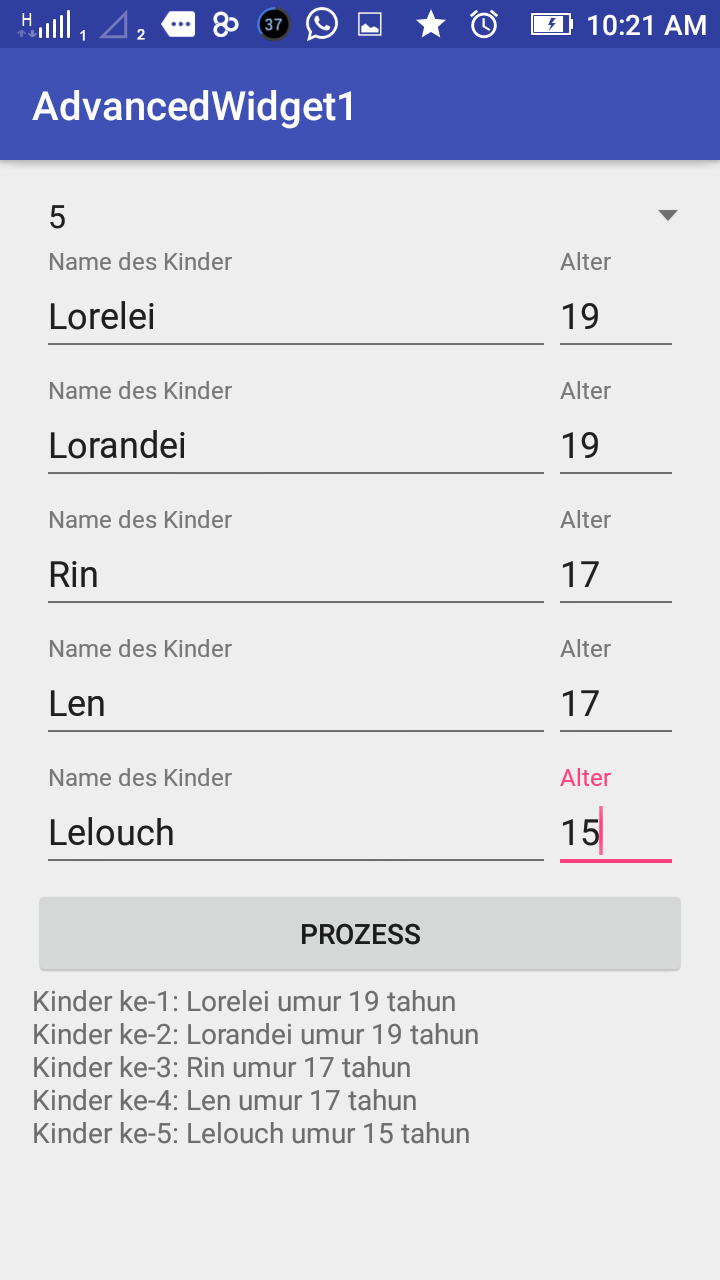 H 1 2 37 10:21 AM
AdvancedWidget1
5
Name des Kinder Alter
Lorelei 19
Name des Kinder Alter
Lorandei 19
Name des Kinder Alter
Rin 17
Name des Kinder Alter
Len 17
Name des Kinder Alter
Lelouch 15
PROZESS
Kinder ke-1: Lorelei umur 19 tahun
Kinder ke-2: Lorandei umur 19 tahun
Kinder ke-3: Rin umur 17 tahun
Kinder ke-4: Len umur 17 tahun
Kinder ke-5: Lelouch umur 15 tahun